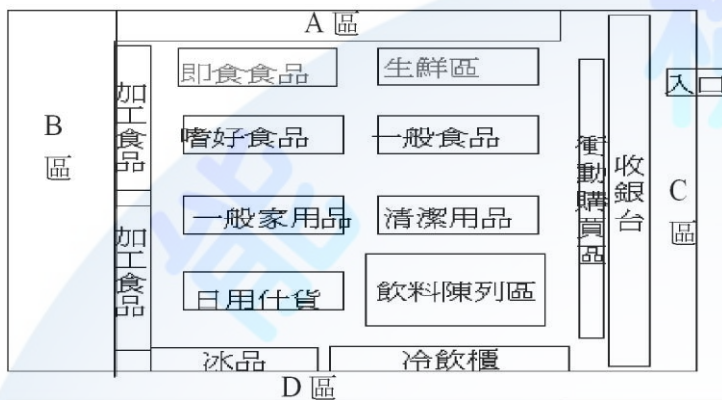 A 區
即食食品
生鮮區
入口
加工食品
B 區
嗜好食品
一般食品
衝動購買區
收銀台
C 區
一般家用品
清潔用品
加工食品
日用什貨
飲料陳列區
冰品
冷飲櫃
D 區